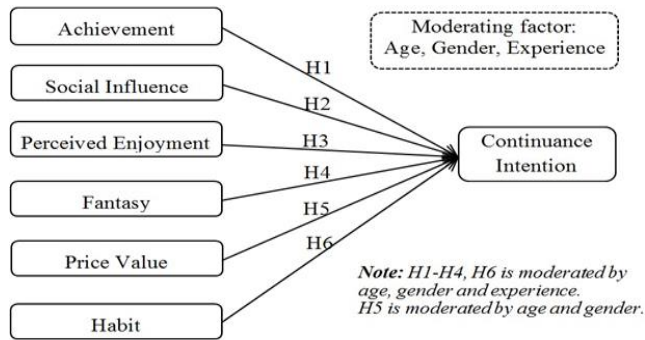 Achievement
Moderating factor:
Age, Gender, Experience
H1
Social Influence
H2
Perceived Enjoyment
H3
Continuance
Intention
H4
Fantasy
H5
H6
Price Value
Note: H1-H4, H6 is moderated by
age, gender and experience.
H5 is moderated by age and gender.
Habit